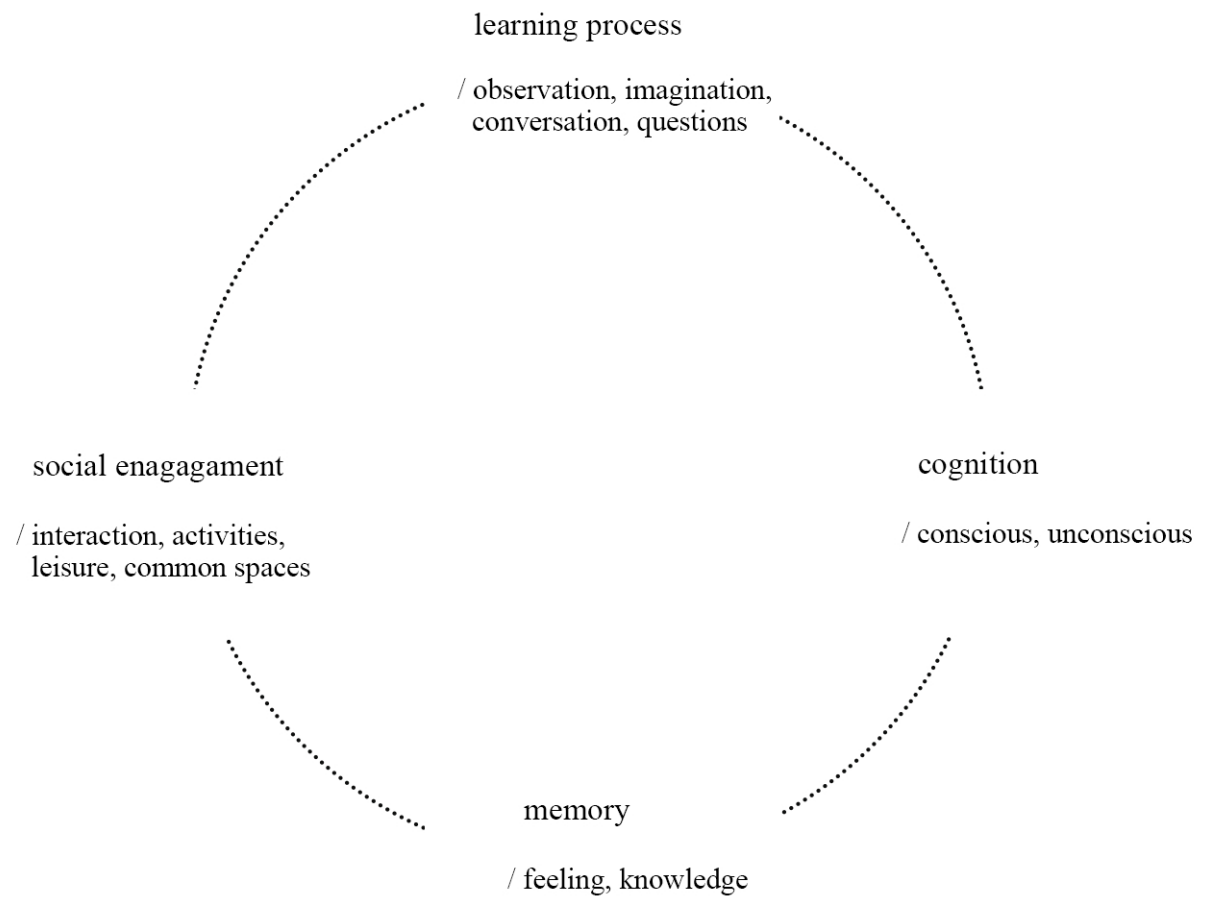 learning process
/ observation, imagination,
conversation, questions
social enagagament
/ interaction, activities,
leisure, common spaces
cognition
/ conscious, unconscious
memory
/ feeling, knowledge